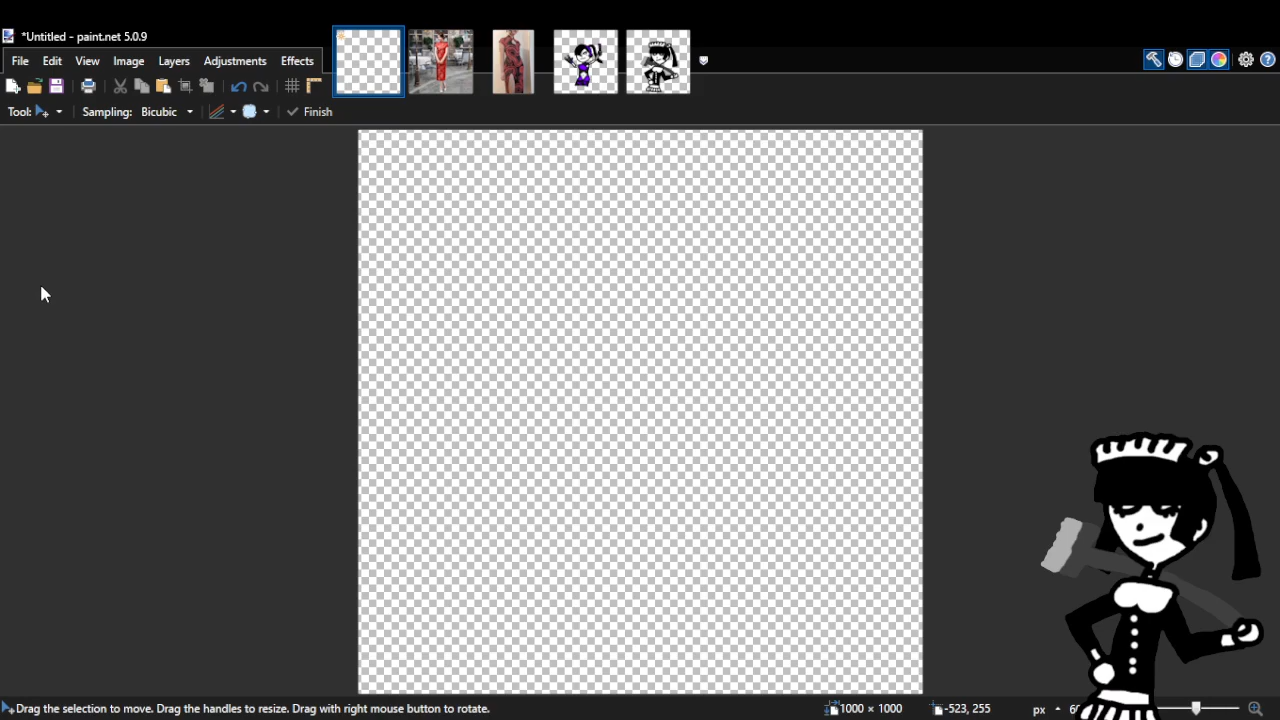 *Untitled - paint.net 5.0.9
File Edit View Image Layers Adjustments Effects
Tool: Sampling: Bicubic Finish
Drag the selection to move. Drag the handles to resize. Drag with right mouse button to rotate. 1000 × 1000 -523, 255 px